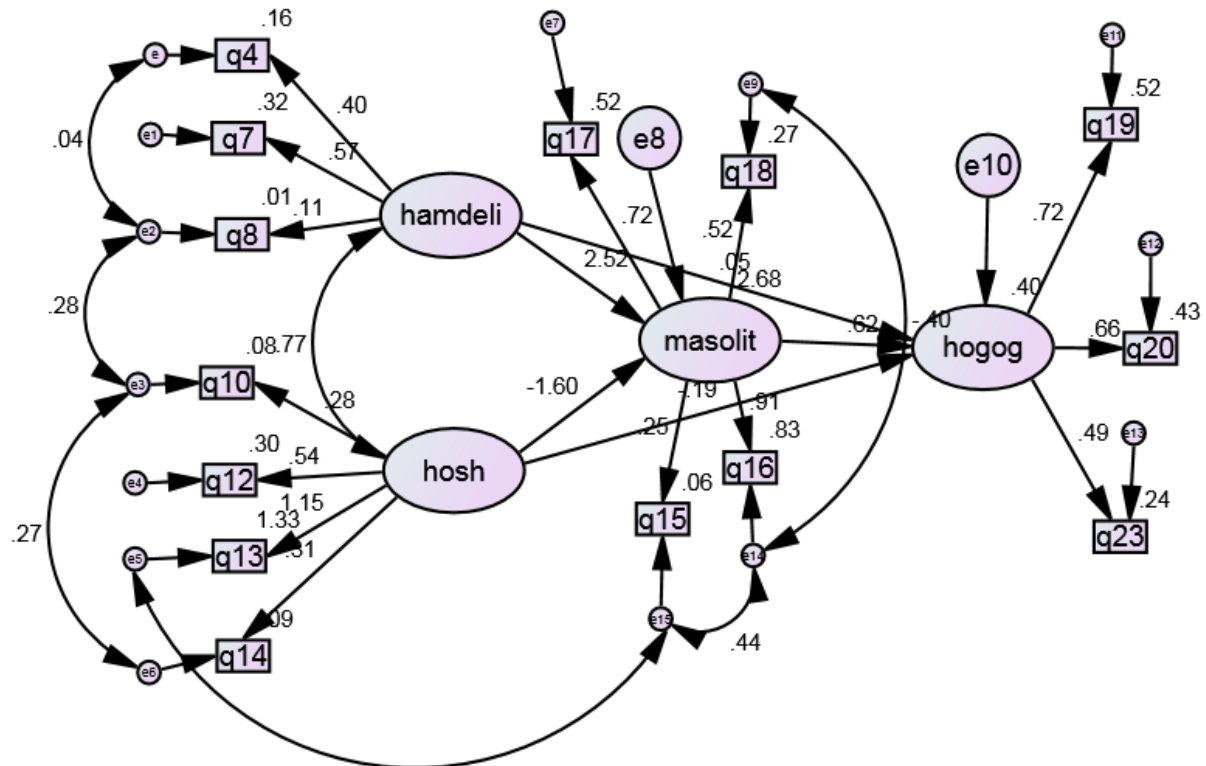 e7
e11
.16
e
q4
.52
.52
.32
.40
e9
e8
q17
.27
q19
e1
q7
.57
.04
q18
e10
.01
.11
hamdeli
.72
.52
.72
e2
q8
e12
2.52
.05
2.68
.40
.28
.43
.62
-.40
.66
.08
.77
masolit
hogog
q20
e3
q10
-1.60
-.19
.28
.25
.91
.83
.49
e13
.30
.54
hosh
q16
e4
q12
.06
.24
1.15
1.33
q15
.27
.31
q13
q23
e5
e14
.09
e15
q14
.44
e6